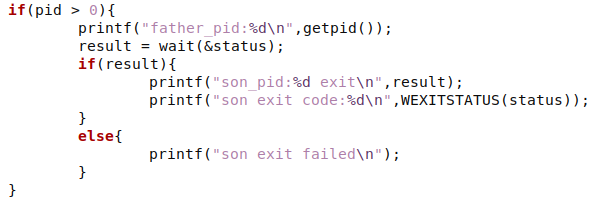 if(pid > 0){
        printf("father_pid:%d\n",getpid());
        result = wait(&status);
        if(result){
                printf("son_pid:%d exit\n",result);
                printf("son exit code:%d\n",WEXITSTATUS(status));
        }
        else{
                printf("son exit failed\n");
        }
}